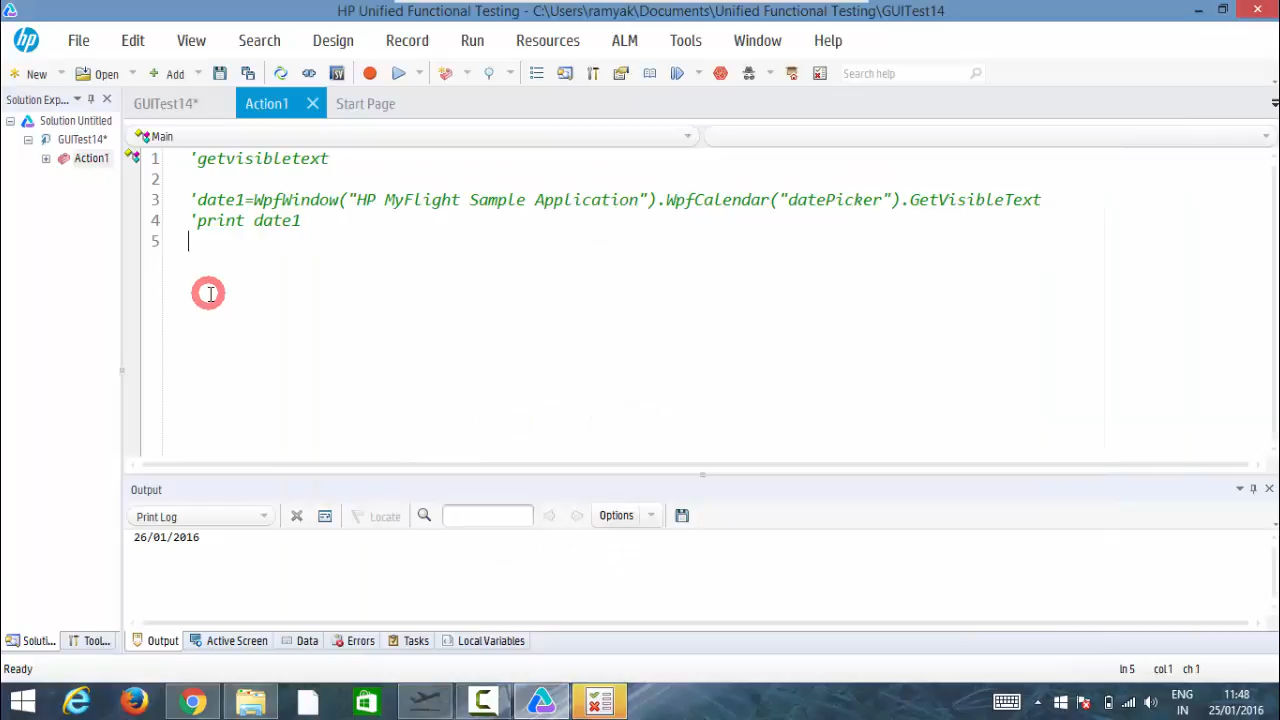 HP Unified Functional Testing - C:\Users\ramyak\Documents\Unified Functional Testing\GUITest14
hp File Edit View Search Design Record Run Resources ALM Tools Window Help
New Open Add Search help
Solution Exp...
GUITest14* Action1 Start Page
Solution Untitled
GUITest14*
Action1
Main
1 'getvisibletext
2
3 'date1=WpfWindow("HP MyFlight Sample Application").WpfCalendar("datePicker").GetVisibleText
4 'print date1
5
Output
Print Log Locate Options
26/01/2016
Soluti... Tool... Output Active Screen Data Errors Tasks Local Variables
Ready ln 5 col 1 ch 1
ENG 11:48
IN 25/01/2016